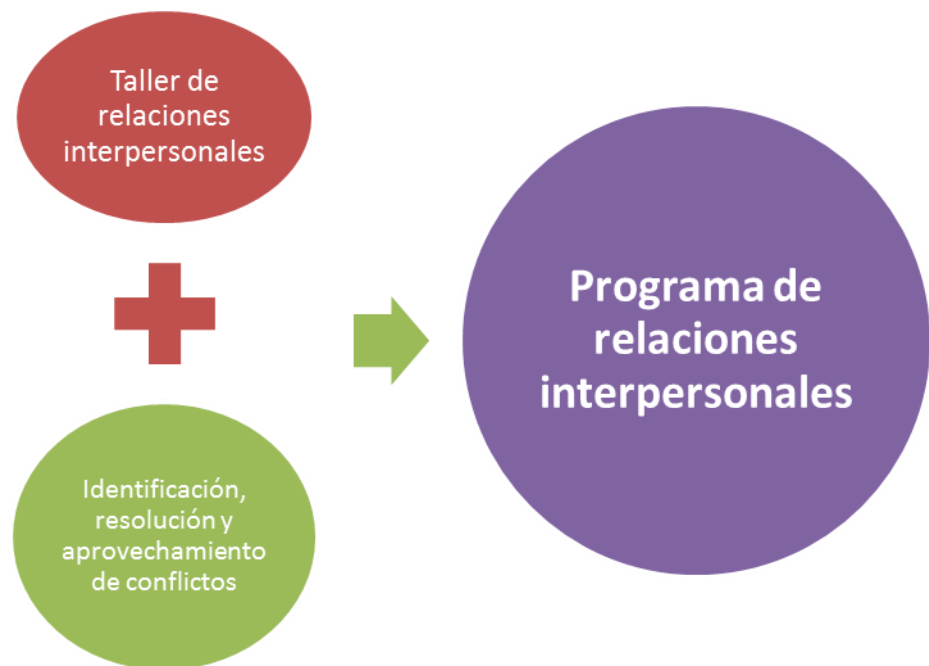 Taller de
relaciones
interpersonales
Identificación,
resolución y
aprovechamiento
de conflictos
Programa de
relaciones
interpersonales